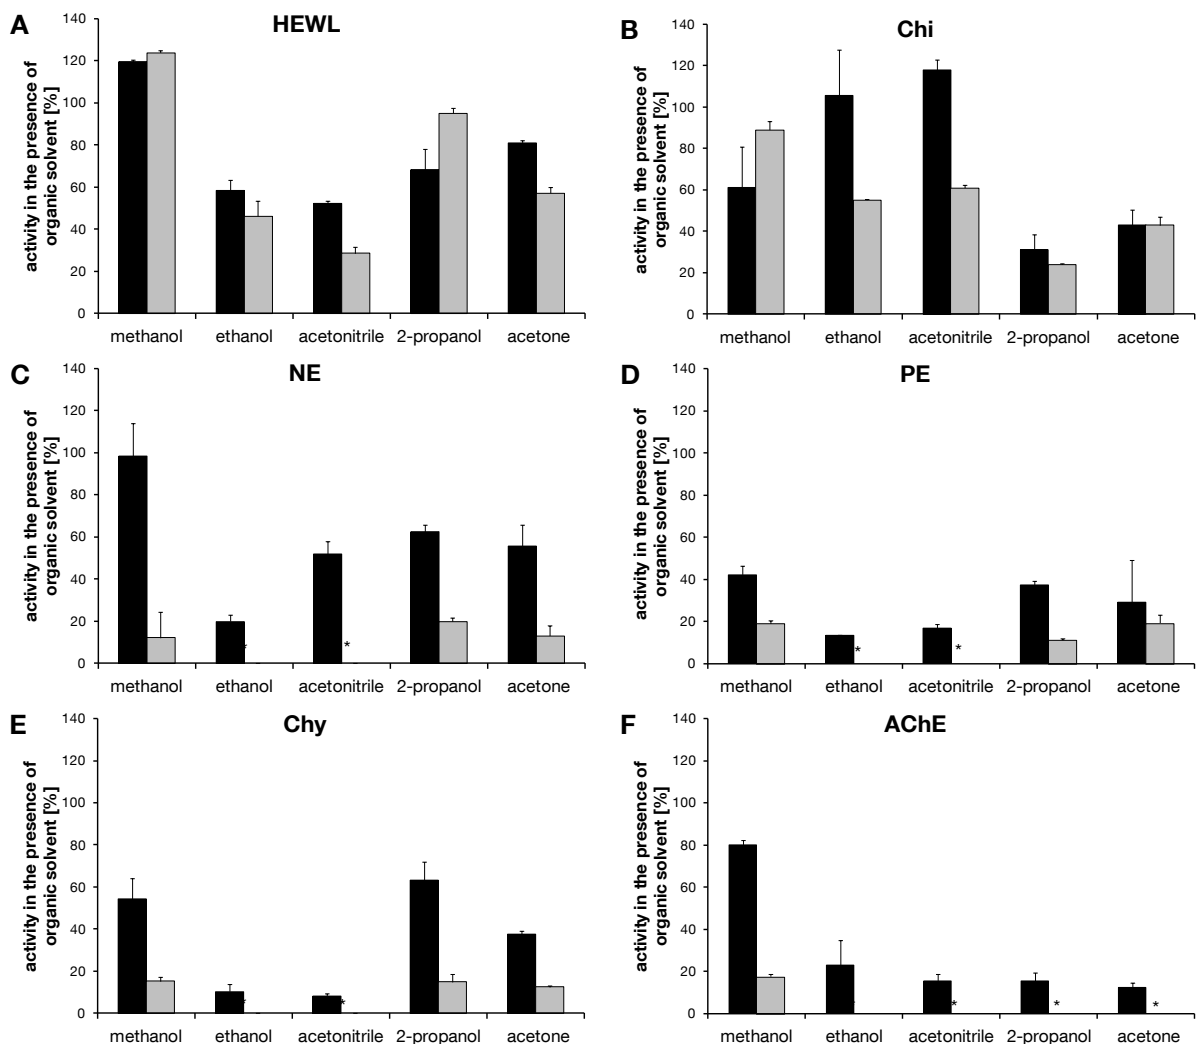 A
HEWL
activity in the presence of
organic solvent [%]
140
120
100
80
60
40
20
0
methanol ethanol acetonitrile 2-propanol acetone
B
Chi
activity in the presence of
organic solvent [%]
140
120
100
80
60
40
20
0
methanol ethanol acetonitrile 2-propanol acetone
C
NE
activity in the presence of
organic solvent [%]
140
120
100
80
60
40
20
0
* *
methanol ethanol acetonitrile 2-propanol acetone
D
PE
activity in the presence of
organic solvent [%]
140
120
100
80
60
40
20
0
* *
methanol ethanol acetonitrile 2-propanol acetone
E
Chy
activity in the presence of
organic solvent [%]
140
120
100
80
60
40
20
0
* *
methanol ethanol acetonitrile 2-propanol acetone
F
AChE
activity in the presence of
organic solvent [%]
140
120
100
80
60
40
20
0
* * * *
methanol ethanol acetonitrile 2-propanol acetone